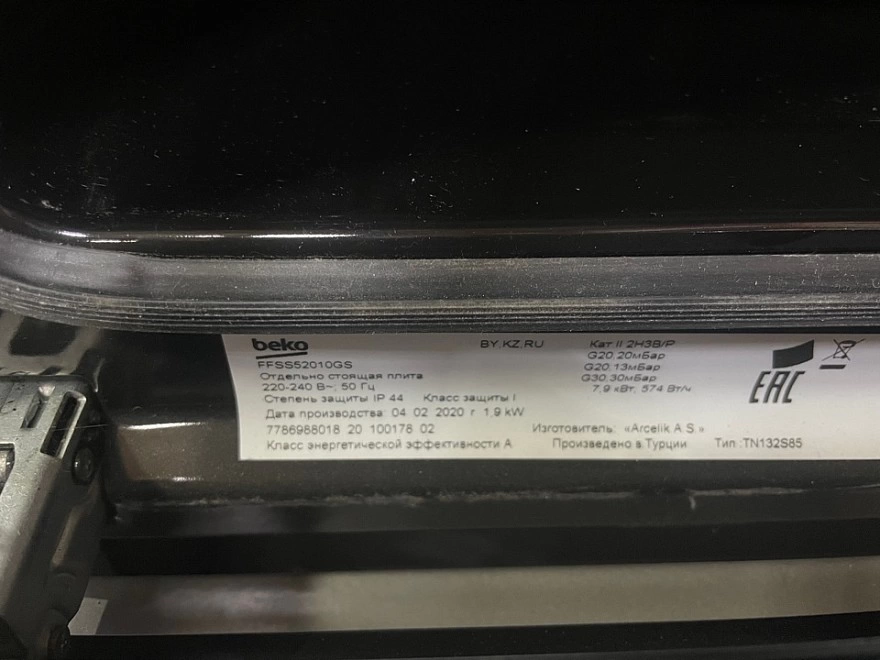 beko
FFSS52010GS
Отдельно стоящая плита
220-240 В~; 50 Гц
Степень защиты IP 44 Класс защиты I
Дата производства: 04 02 2020 г 1,9 kW
7786988018 20 100178 02
Класс энергетической эффективности А
BY,KZ,RU
Кат II 2H3B/P
G20,20мБар
G20,13мБар
G30,30мБар
7,9 кВт, 574 Вт/ч
Изготовитель: «Arcelik A.S.»
Произведено в Турции Тип :TN132S85
EAC